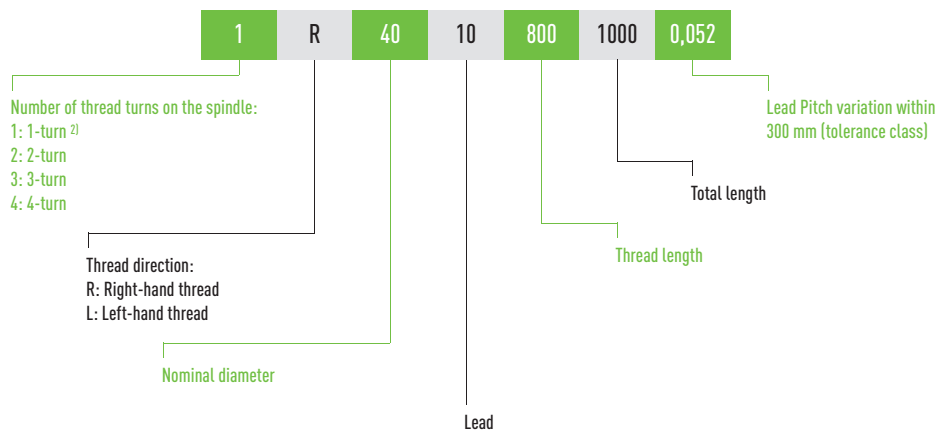 1 R 40 10 800 1000 0,052
Number of thread turns on the spindle:
1: 1-turn 2)
2: 2-turn
3: 3-turn
4: 4-turn
Lead Pitch variation within
300 mm (tolerance class)
Total length
Thread length
Thread direction:
R: Right-hand thread
L: Left-hand thread
Nominal diameter
Lead